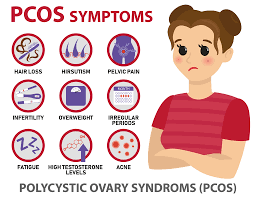 PCOS SYMPTOMS
HAIR LOSS
HIRSUTISM
PELVIC PAIN
INFERTILITY
OVERWEIGHT
IRREGULAR
PERIODS
FATIGUE
HIGH TESTOSTERONE
LEVELS
ACNE
POLYCYSTIC OVARY SYNDROMS (PCOS)